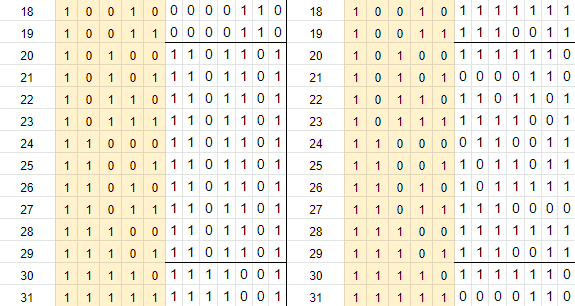 18 1 0 0 1 0 0 0 0 0 1 1 0 18 1 0 0 1 0 1 1 1 1 1 1 1
19 1 0 0 1 1 0 0 0 0 1 1 0 19 1 0 0 1 1 1 1 1 0 0 1 1
20 1 0 1 0 0 1 1 0 1 1 0 1 20 1 0 1 0 0 1 1 1 1 1 1 0
21 1 0 1 0 1 1 1 0 1 1 0 1 21 1 0 1 0 1 0 0 0 0 1 1 0
22 1 0 1 1 0 1 1 0 1 1 0 1 22 1 0 1 1 0 1 1 0 1 1 0 1
23 1 0 1 1 1 1 1 0 1 1 0 1 23 1 0 1 1 1 1 1 1 1 0 0 1
24 1 1 0 0 0 1 1 0 1 1 0 1 24 1 1 0 0 0 0 1 1 0 0 1 1
25 1 1 0 0 1 1 1 0 1 1 0 1 25 1 1 0 0 1 1 0 1 1 0 1 1
26 1 1 0 1 0 1 1 0 1 1 0 1 26 1 1 0 1 0 1 0 1 1 1 1 1
27 1 1 0 1 1 1 1 0 1 1 0 1 27 1 1 0 1 1 1 1 1 0 0 0 0
28 1 1 1 0 0 1 1 0 1 1 0 1 28 1 1 1 0 0 1 1 1 1 1 1 1
29 1 1 1 0 1 1 1 0 1 1 0 1 29 1 1 1 0 1 1 1 1 0 0 1 1
30 1 1 1 1 0 1 1 1 1 0 0 1 30 1 1 1 1 0 1 1 1 1 1 1 0
31 1 1 1 1 1 1 1 1 1 0 0 1 31 1 1 1 1 1 0 0 0 0 1 1 0